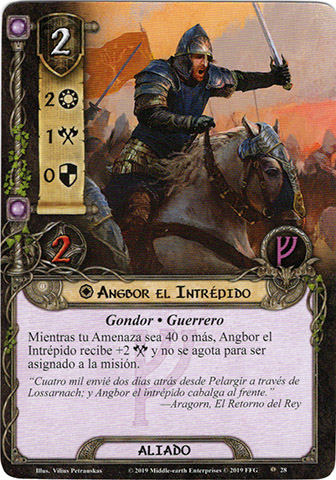 2
2
1
0
2
Angbor el Intrépido
Gondor • Guerrero
Mientras tu Amenaza sea 40 o más, Angbor el
Intrépido recibe +2 y no se agota para ser
asignado a la misión.
“Cuatro mil envié dos días atrás desde Pelargir a través de
Lossarnach; y Angbor el intrépido cabalga al frente.”
—Aragorn, El Retorno del Rey
ALIADO
Illus. Vilius Petrauskas © 2019 Middle-earth Enterprises © 2019 FFG 28